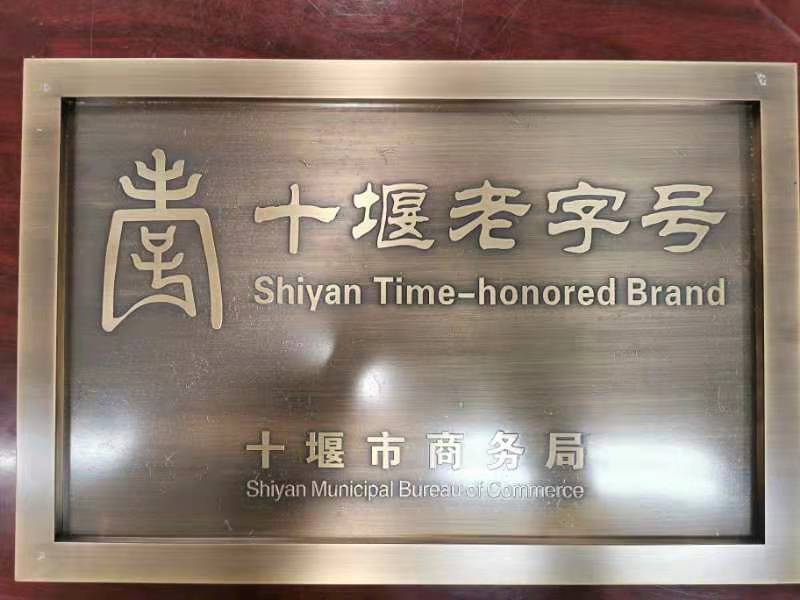 十堰老字号
Shiyan Time-honored Brand
十堰市商务局
Shiyan Municipal Bureau of Commerce